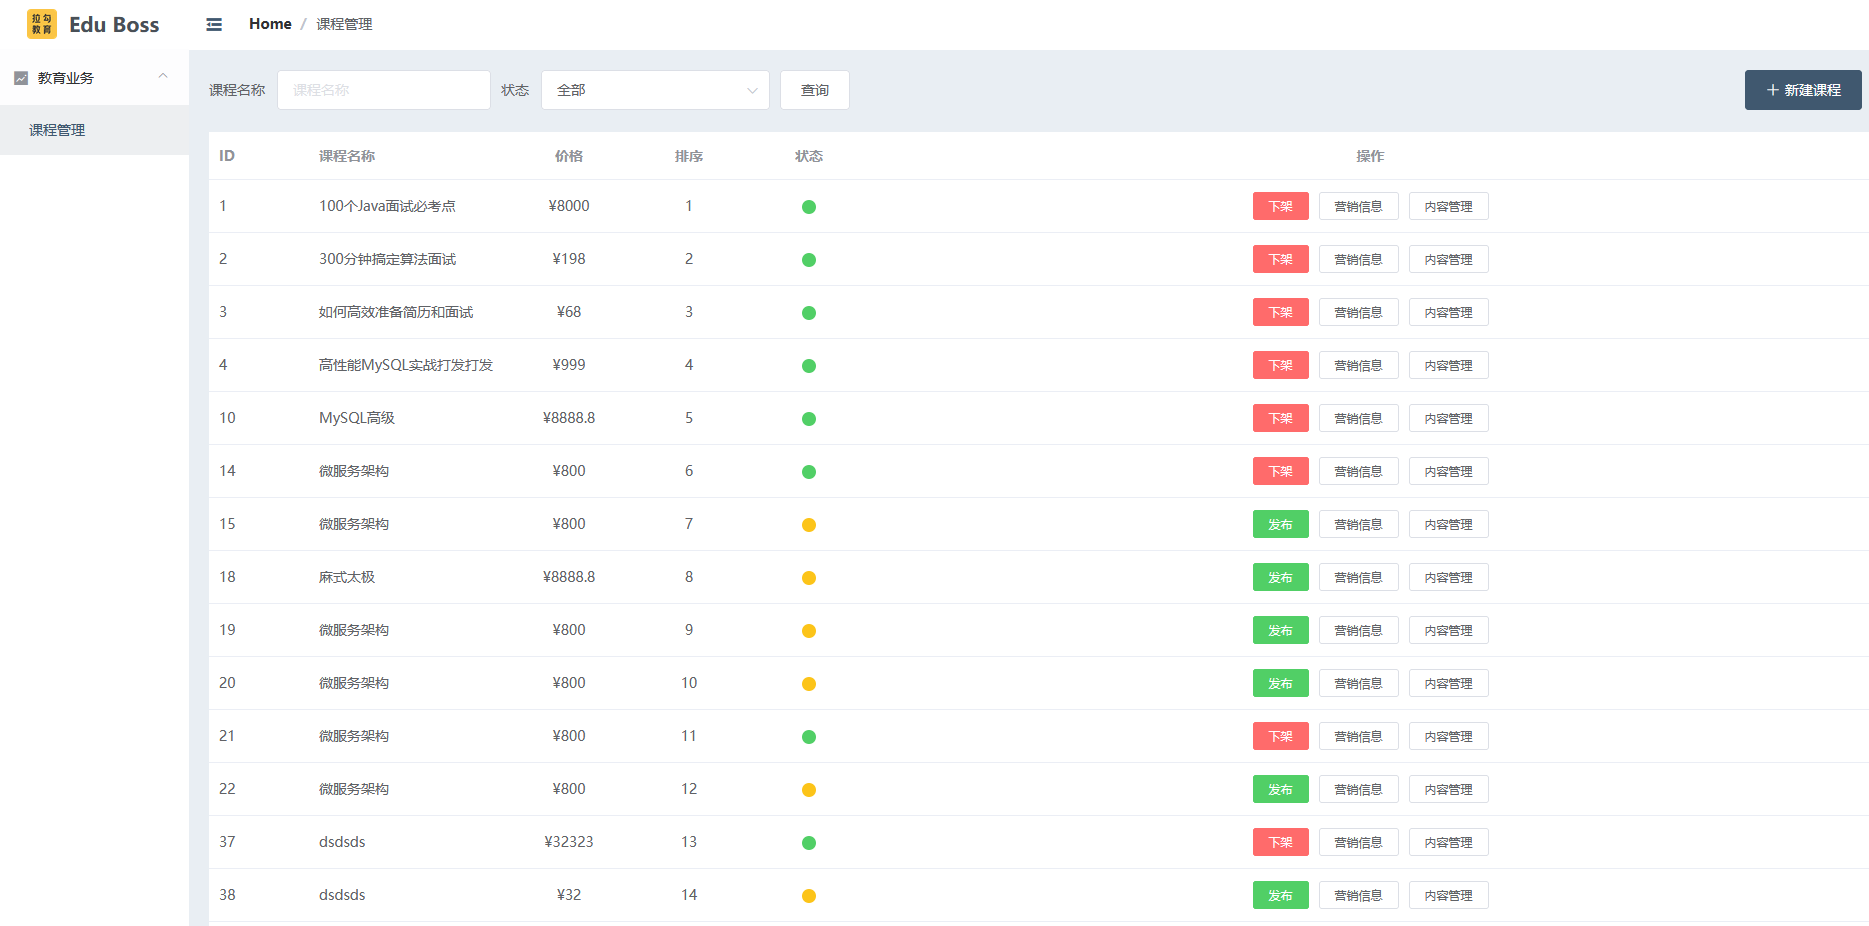 拉勾教育 Edu Boss Home / 课程管理
教育业务
课程管理
课程名称 课程名称 状态 全部 查询 新建课程
ID 课程名称 价格 排序 状态 操作
1 100个Java面试必考点 ¥8000 1 下架 营销信息 内容管理
2 300分钟搞定算法面试 ¥198 2 下架 营销信息 内容管理
3 如何高效准备简历和面试 ¥68 3 下架 营销信息 内容管理
4 高性能MySQL实战打发打发 ¥999 4 下架 营销信息 内容管理
10 MySQL高级 ¥8888.8 5 下架 营销信息 内容管理
14 微服务架构 ¥800 6 下架 营销信息 内容管理
15 微服务架构 ¥800 7 发布 营销信息 内容管理
18 麻式太极 ¥8888.8 8 发布 营销信息 内容管理
19 微服务架构 ¥800 9 发布 营销信息 内容管理
20 微服务架构 ¥800 10 发布 营销信息 内容管理
21 微服务架构 ¥800 11 下架 营销信息 内容管理
22 微服务架构 ¥800 12 发布 营销信息 内容管理
37 dsdsds ¥32323 13 下架 营销信息 内容管理
38 dsdsds ¥32 14 发布 营销信息 内容管理